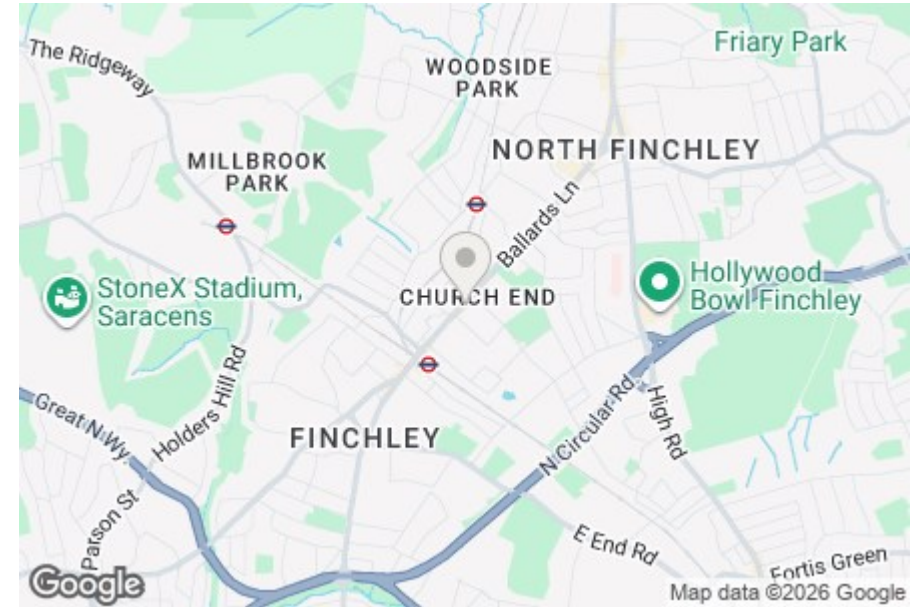 The Ridgeway
Friary Park
WOODSIDE
PARK
NORTH FINCHLEY
MILLBROOK
PARK
Ballards Ln
StoneX Stadium,
Saracens
CHURCH END
Hollywood
Bowl Finchley
Holders Hill Rd
Great N Wy.
FINCHLEY
N Circular Rd
High Rd
Parson St
E End Rd
Fortis Green
Google
Map data ©2026 Google